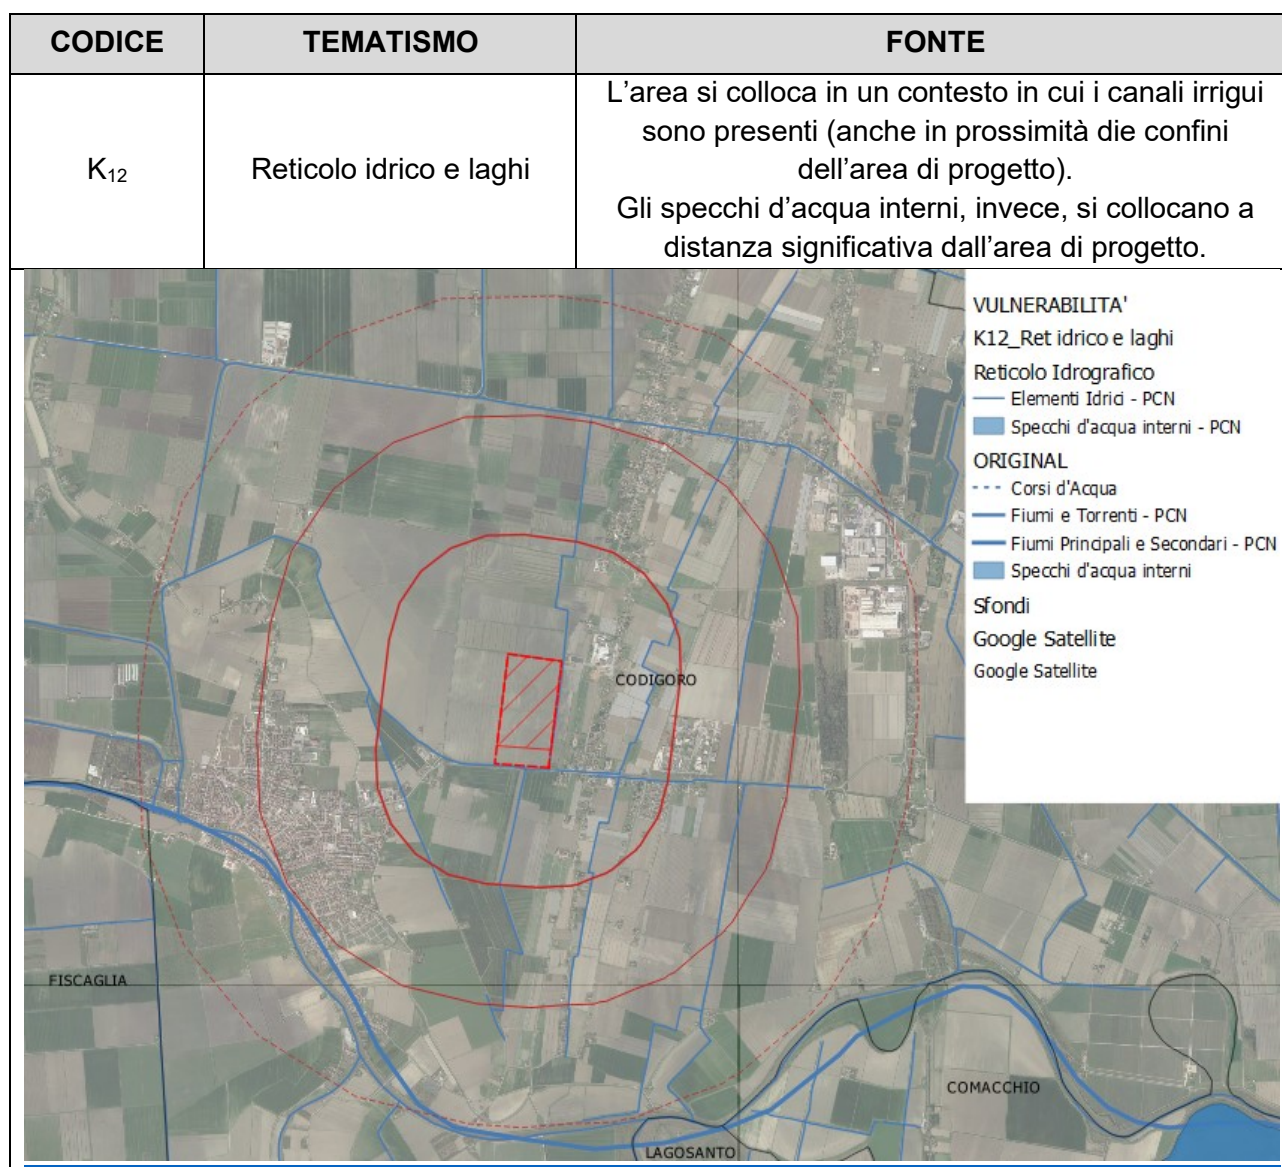 CODICE TEMATISMO FONTE
K12 Reticolo idrico e laghi
L’area si colloca in un contesto in cui i canali irrigui
sono presenti (anche in prossimità die confini
dell’area di progetto).
Gli specchi d’acqua interni, invece, si collocano a
distanza significativa dall’area di progetto.
VULNERABILITA'
K12_Ret idrico e laghi
Reticolo Idrografico
Elementi Idrici - PCN
Specchi d'acqua interni - PCN
ORIGINAL
Corsi d'Acqua
Fiumi e Torrenti - PCN
Fiumi Principali e Secondari - PCN
Specchi d'acqua interni
Sfondi
Google Satellite
Google Satellite
CODIGORO
FISCAGLIA
COMACCHIO
LAGOSANTO